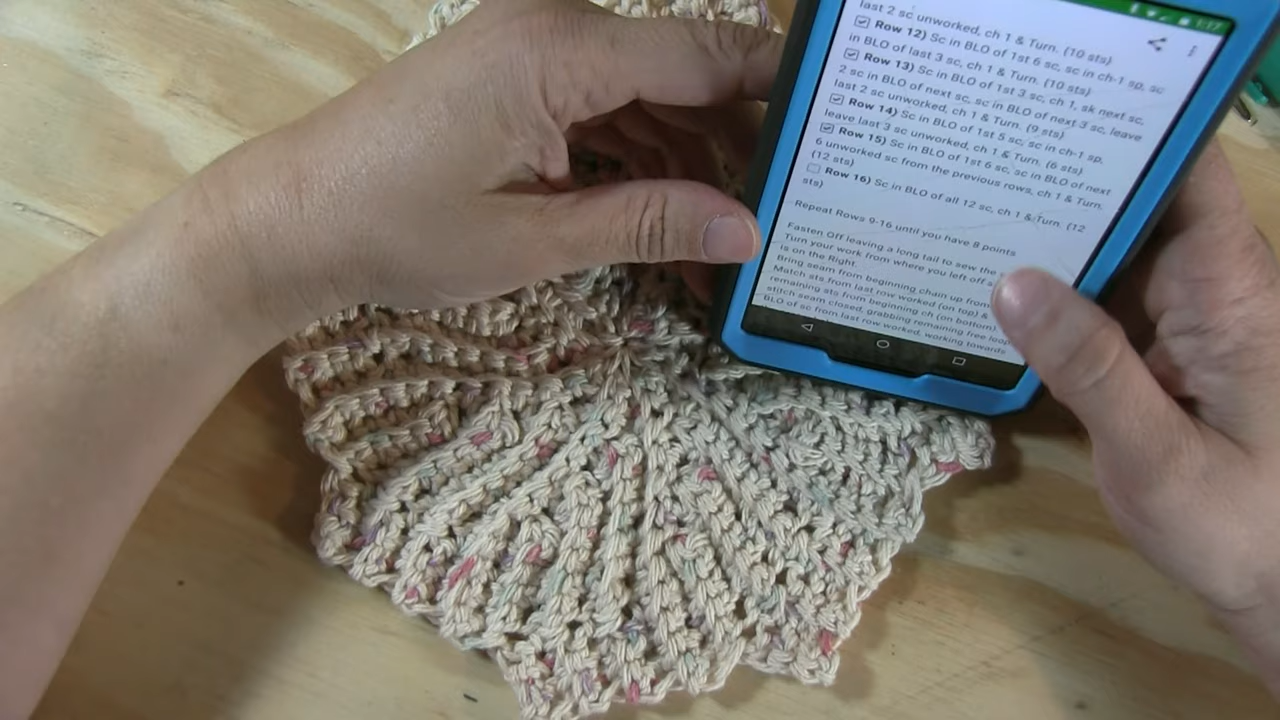 last 2 sc unworked, ch 1 & Turn. (10 sts)
Row 12) Sc in BLO of 1st 6 sc, sc in ch-1 sp, sc
in BLO of last 3 sc, ch 1 & Turn. (10 sts)
Row 13) Sc in BLO of 1st 3 sc, ch 1, sk next sc,
2 sc in BLO of next sc, sc in BLO of next 3 sc, leave
last 2 sc unworked, ch 1 & Turn. (9 sts)
Row 14) Sc in BLO of 1st 5 sc, sc in ch-1 sp,
leave last 3 sc unworked, ch 1 & Turn. (6 sts)
Row 15) Sc in BLO of 1st 6 sc, sc in BLO of next
6 unworked sc from the previous rows, ch 1 & Turn.
(12 sts)
Row 16) Sc in BLO of all 12 sc, ch 1 & Turn. (12
sts)
Repeat Rows 9-16 until you have 8 points
Fasten Off leaving a long tail to sew the
Turn your work from where you left off s
is on the Right.
Bring seam from beginning chain up from
Match sts from last row worked (on top) &
remaining sts from beginning ch (on bottom)
stitch seam closed, grabbing remaining free loop
BLO of sc from last row worked, working towards